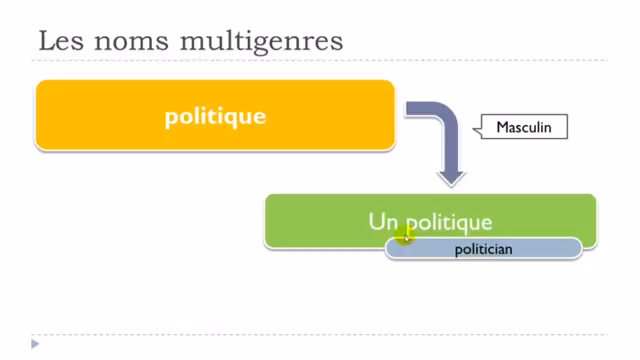 Les noms multigenres
politique
Masculin
Un politique
politician